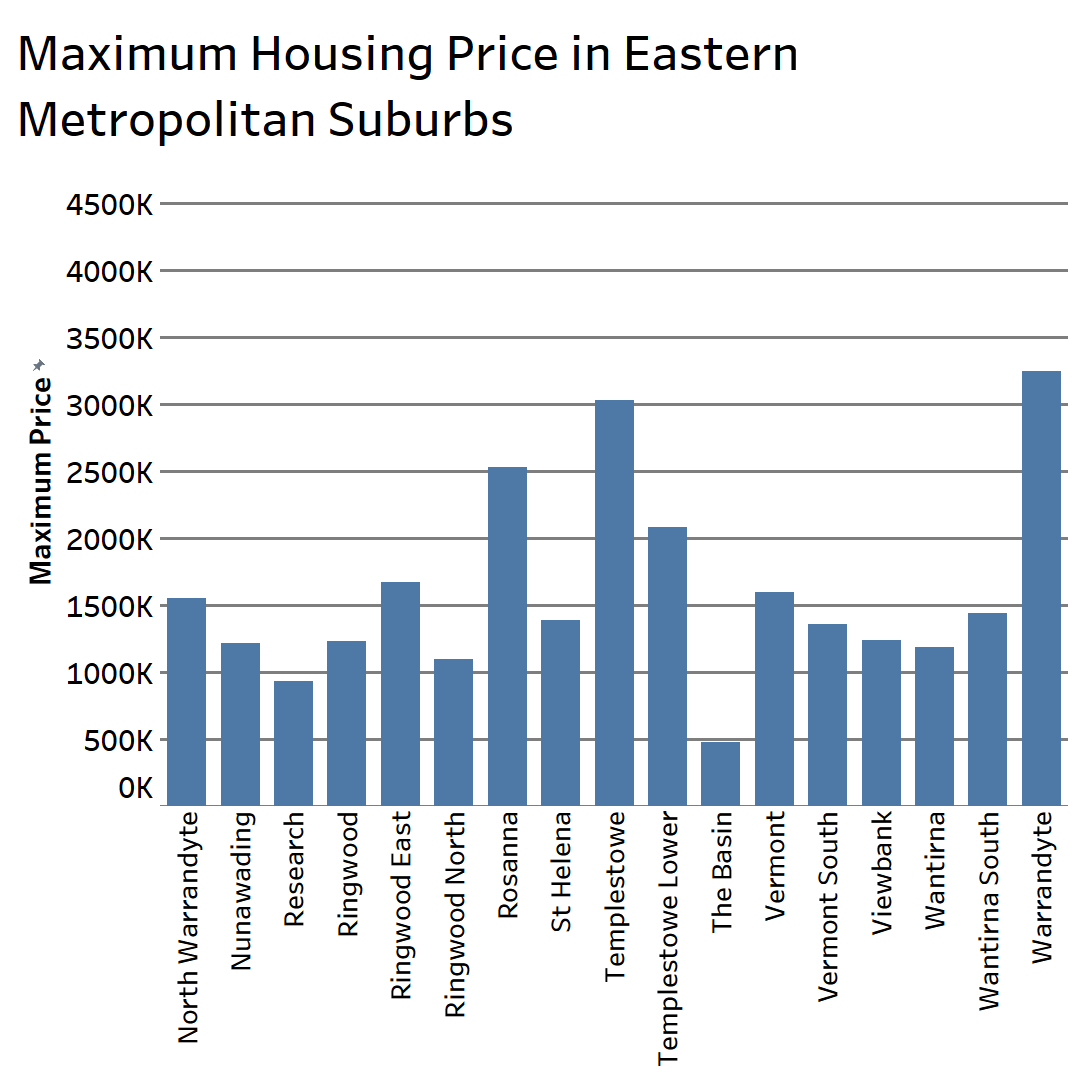 Maximum Housing Price in Eastern
Metropolitan Suburbs
4500K
4000K
3500K
3000K
2500K
2000K
1500K
1000K
500K
0K
Maximum Price
North Warrandyte
Nunawading
Research
Ringwood
Ringwood East
Ringwood North
Rosanna
St Helena
Templestowe
Templestowe Lower
The Basin
Vermont
Vermont South
Viewbank
Wantirna
Wantirna South
Warrandyte